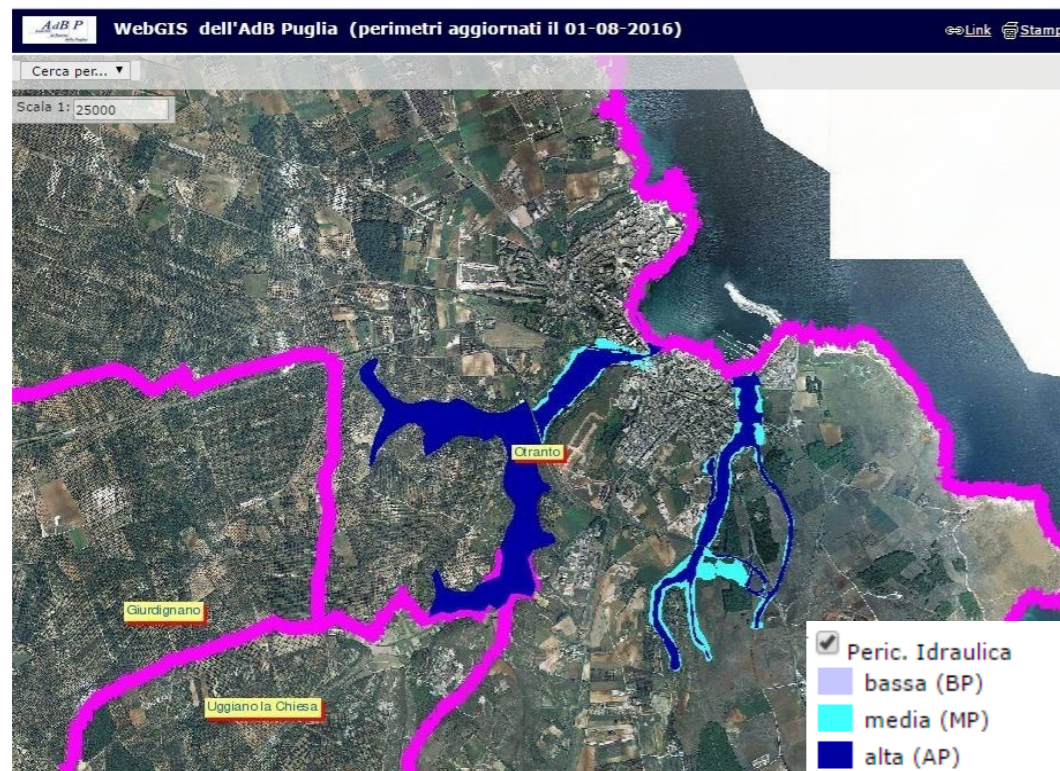 AdB P
WebGIS dell'AdB Puglia (perimetri aggiornati il 01-08-2016)
Link Stamp
Cerca per...
Scala 1: 25000
Otranto
Giurdignano
Uggiano la Chiesa
Peric. Idraulica
bassa (BP)
media (MP)
alta (AP)